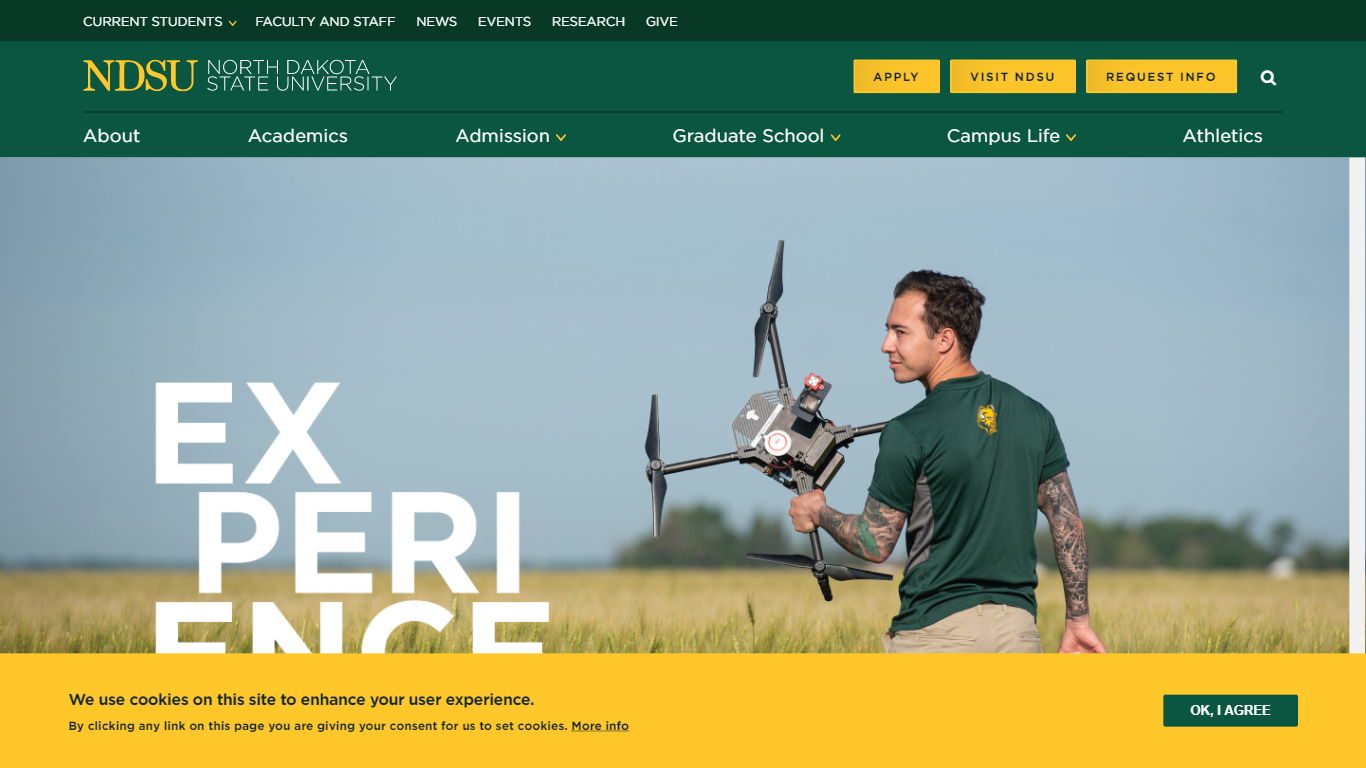 CURRENT STUDENTS FACULTY AND STAFF NEWS EVENTS RESEARCH GIVE
NDSU NORTH DAKOTA
STATE UNIVERSITY
APPLY VISIT NDSU REQUEST INFO
About Academics Admission Graduate School Campus Life Athletics
EX
PERI
ENCE
We use cookies on this site to enhance your user experience.
By clicking any link on this page you are giving your consent for us to set cookies. More info
OK, I AGREE